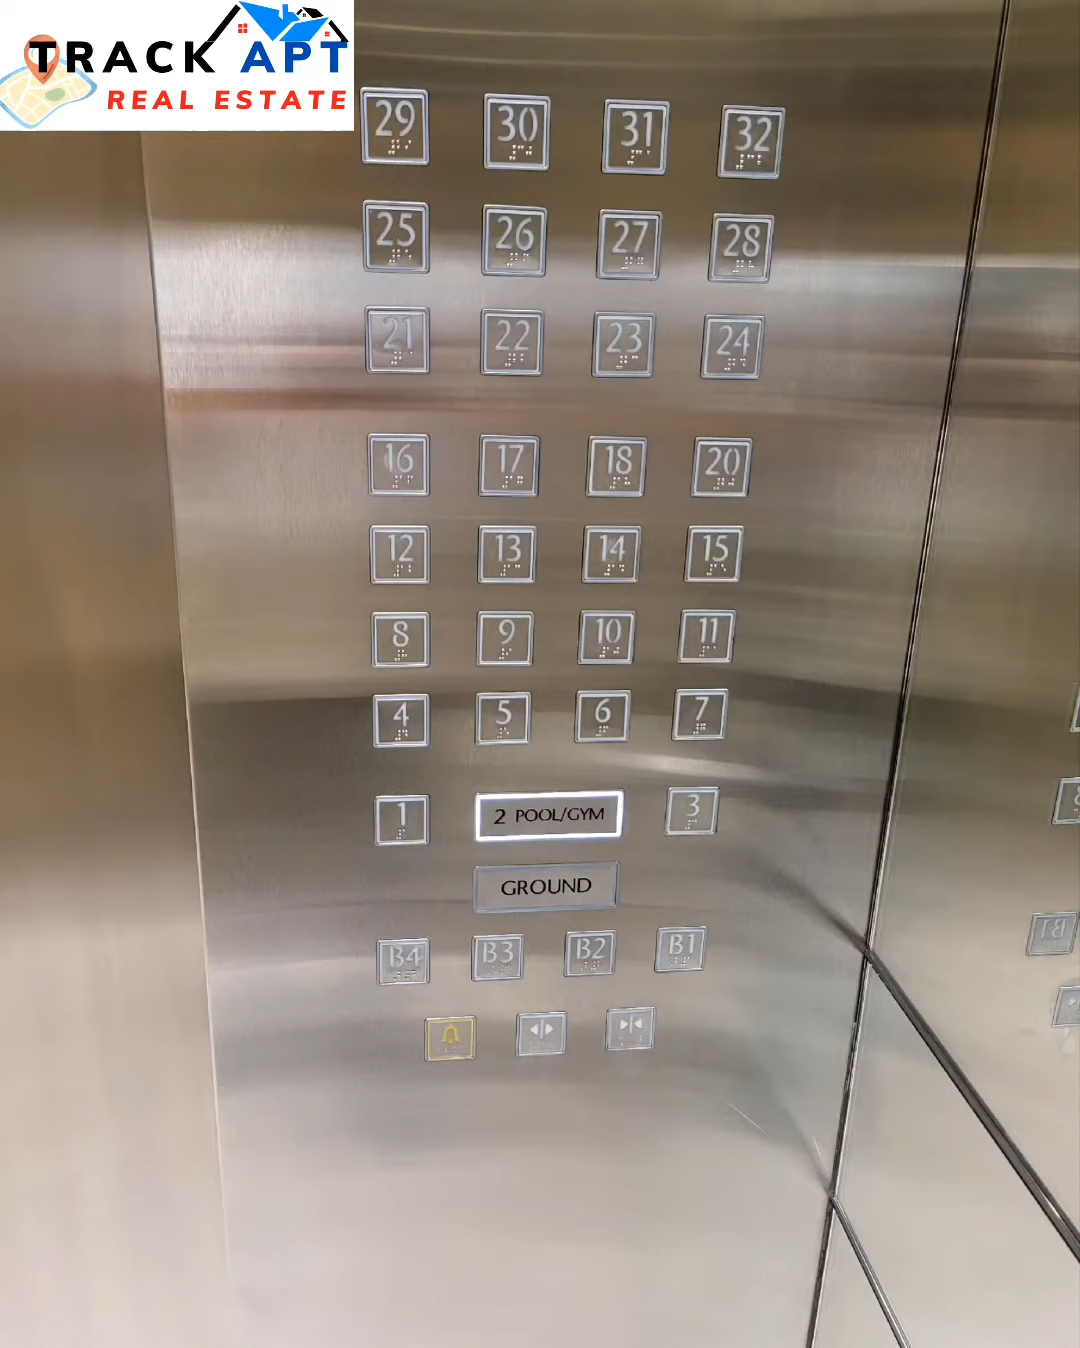 TRACK APT
REAL ESTATE
29 30 31 32
25 26 27 28
21 22 23 24
16 17 18 20
12 13 14 15
8 9 10 11
4 5 6 7
1 2 POOL/GYM 3
GROUND
B4 B3 B2 B1
B1